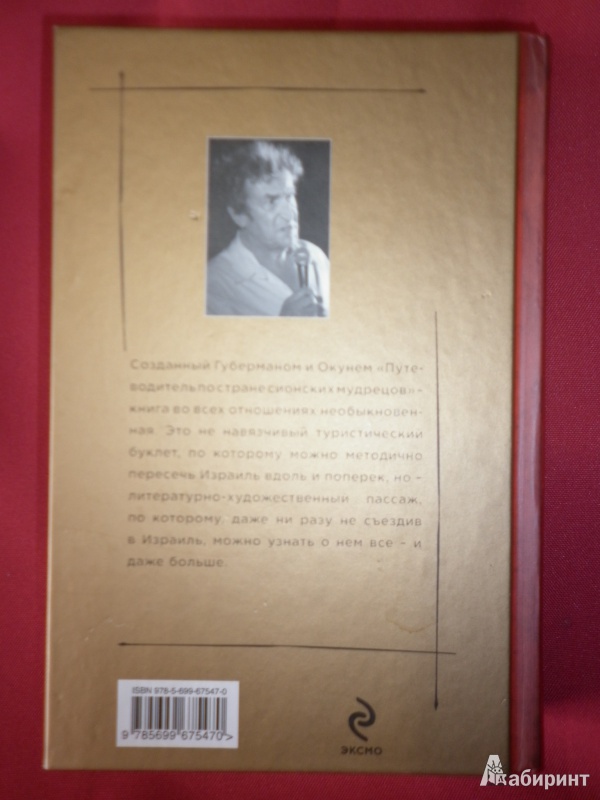 Созданный Губерманом и Окунем «Путе-
водитель по стране сионских мудрецов» –
книга во всех отношениях необыкновен-
ная. Это не навязчивый туристический
буклет, по которому можно методично
пересечь Израиль вдоль и поперек, но –
литературно-художественный пассаж,
по которому, даже ни разу не съездив
в Израиль, можно узнать о нем все – и
даже больше.
ISBN 978-5-699-67547-0
9 785699 675470>
ЭКСМО
Лабиринт